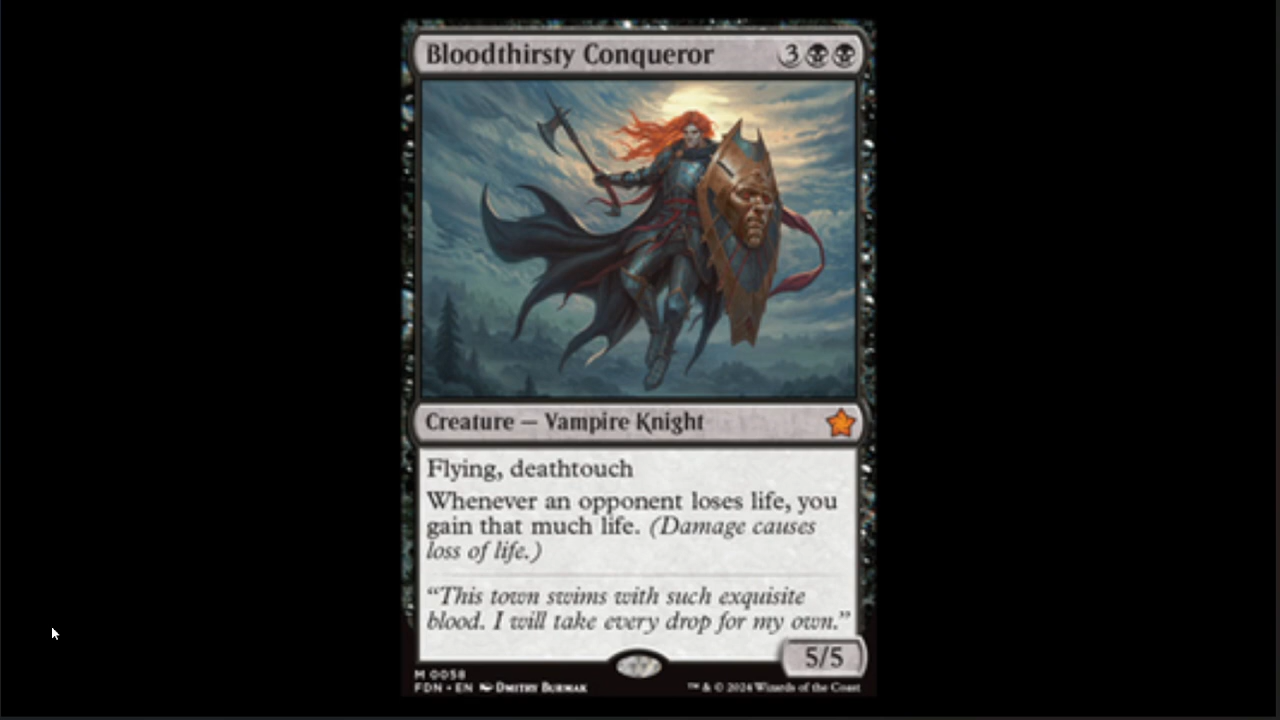 Bloodthirsty Conqueror 3
Creature — Vampire Knight
Flying, deathtouch
Whenever an opponent loses life, you
gain that much life. (Damage causes
loss of life.)
“This town swims with such exquisite
blood. I will take every drop for my own.”
5/5
M 0058
FDN • EN Dmitry Burmak
™ & © 2024 Wizards of the Coast